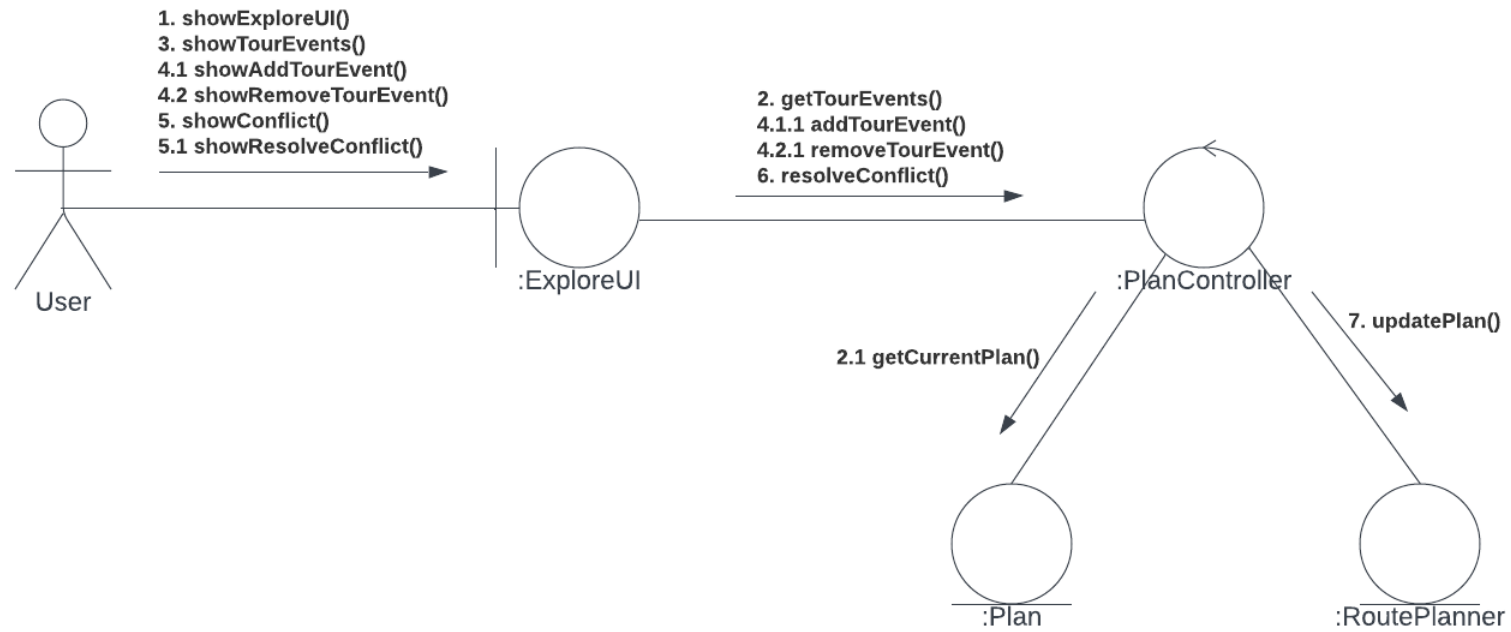 1. showExploreUI()
3. showTourEvents()
4.1 showAddTourEvent()
4.2 showRemoveTourEvent()
5. showConflict()
5.1 showResolveConflict()
2. getTourEvents()
4.1.1 addTourEvent()
4.2.1 removeTourEvent()
6. resolveConflict()
User
:ExploreUI
:PlanController
7. updatePlan()
2.1 getCurrentPlan()
:Plan
:RoutePlanner